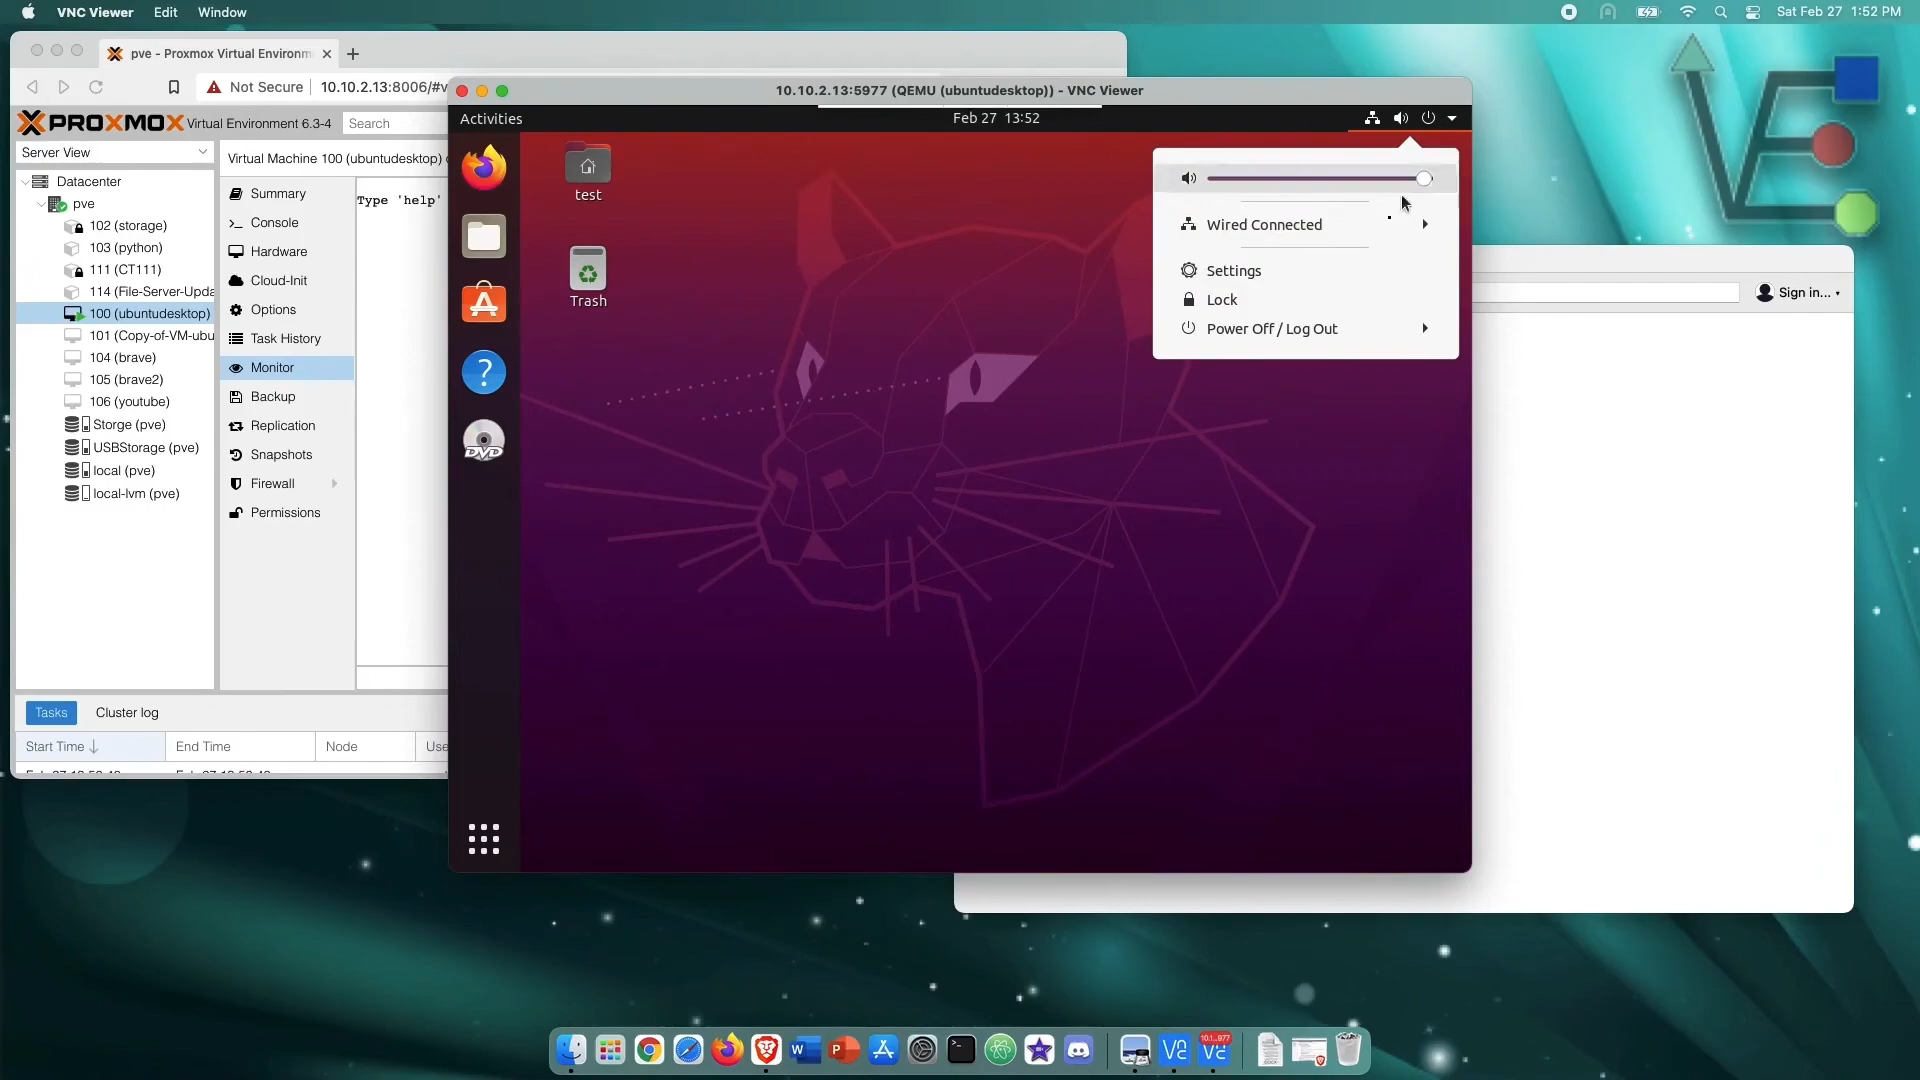 VNC Viewer Edit Window
Sat Feb 27 1:52 PM
pve - Proxmox Virtual Environm
Not Secure 10.10.2.13:8006/#v
10.10.2.13:5977 (QEMU (ubuntudesktop)) - VNC Viewer
PROXMOX Virtual Environment 6.3-4
Search
Server View
Datacenter
pve
102 (storage)
103 (python)
111 (CT111)
114 (File-Server-Upda
100 (ubuntudesktop)
101 (Copy-of-VM-ubu
104 (brave)
105 (brave2)
106 (youtube)
Storge (pve)
USBStorage (pve)
local (pve)
local-lvm (pve)
Virtual Machine 100 (ubuntudesktop)
Summary
Console
Hardware
Cloud-Init
Options
Task History
Monitor
Backup
Replication
Snapshots
Firewall
Permissions
Type 'help'
Tasks
Cluster log
Start Time
End Time
Node
Use
Activities
Feb 27 13:52
test
Trash
DVD
Wired Connected
Settings
Lock
Power Off / Log Out
Sign in...